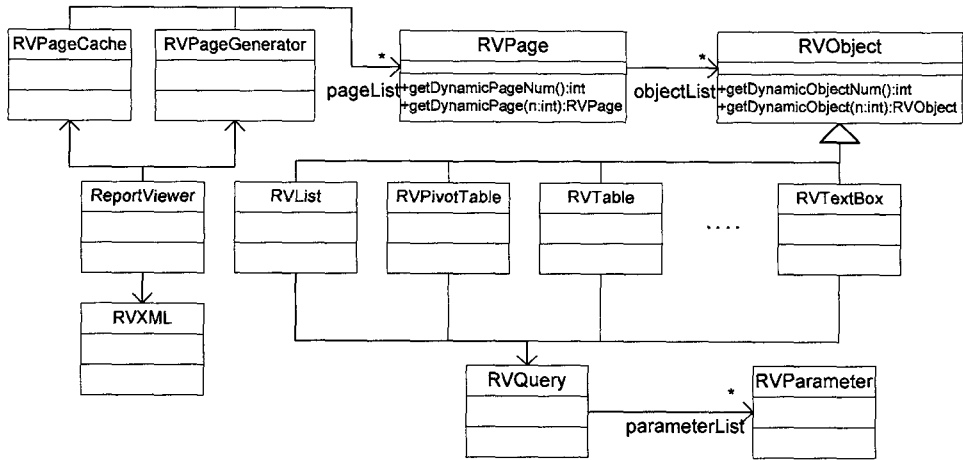 RVPageCache
RVPageGenerator
*
pageList
RVPage
+getDynamicPageNum():int
+getDynamicPage(n:int):RVPage
*
objectList
RVObject
+getDynamicObjectNum():int
+getDynamicObject(n:int):RVObject
ReportViewer
RVList
RVPivotTable
RVTable
....
RVTextBox
RVXML
RVQuery
*
parameterList
RVParameter